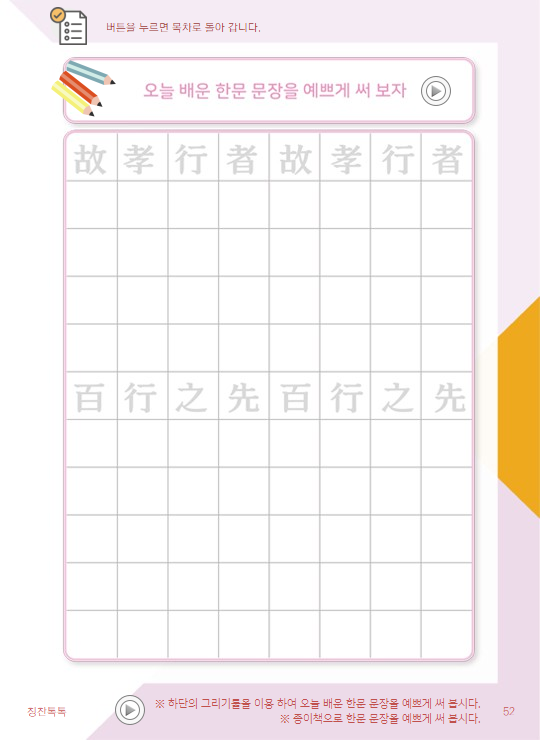 버튼을 누르면 목차로 돌아 갑니다.
오늘 배운 한문 문장을 예쁘게 써 보자
故 孝 行 者 故 孝 行 者
百 行 之 先 百 行 之 先
※ 하단의 그리기툴을 이용 하여 오늘 배운 한문 문장을 예쁘게 써 봅시다.
※ 종이책으로 한문 문장을 예쁘게 써 봅시다.
칭찬톡톡
52